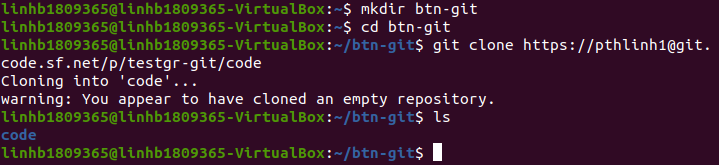 linhb1809365@linhb1809365-VirtualBox:~$ mkdir btn-git
linhb1809365@linhb1809365-VirtualBox:~$ cd btn-git
linhb1809365@linhb1809365-VirtualBox:~/btn-git$ git clone https://pthlinh1@git.
code.sf.net/p/testgr-git/code
Cloning into 'code'...
warning: You appear to have cloned an empty repository.
linhb1809365@linhb1809365-VirtualBox:~/btn-git$ ls
code
linhb1809365@linhb1809365-VirtualBox:~/btn-git$